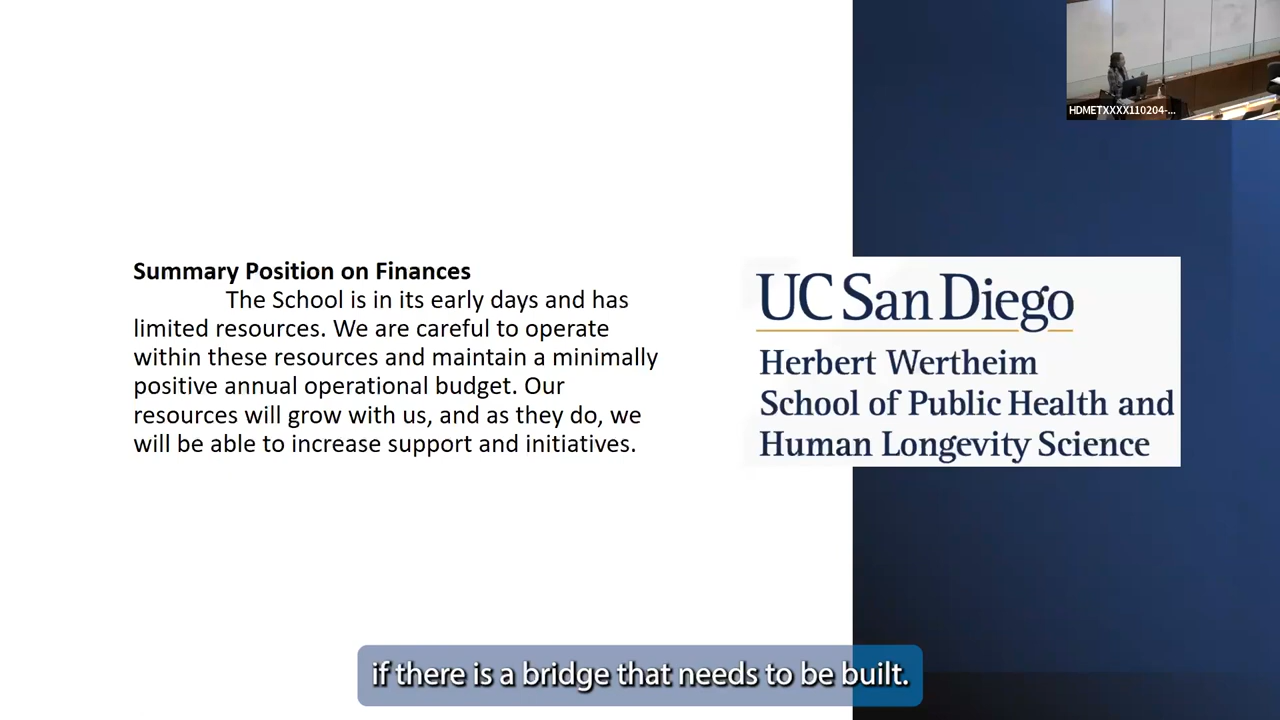 HDMETXXXX110204-...
Summary Position on Finances
The School is in its early days and has
limited resources. We are careful to operate
within these resources and maintain a minimally
positive annual operational budget. Our
resources will grow with us, and as they do, we
will be able to increase support and initiatives.
UC San Diego
Herbert Wertheim
School of Public Health and
Human Longevity Science
if there is a bridge that needs to be built.